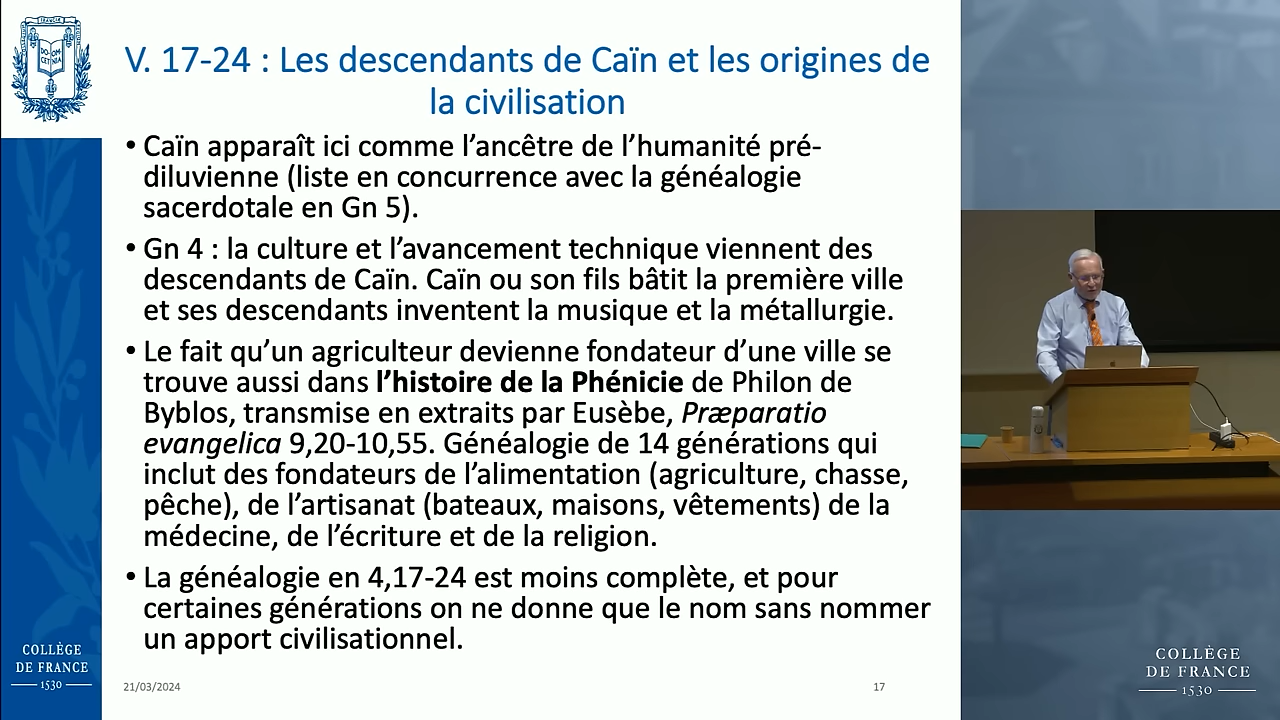 V. 17-24 : Les descendants de Caïn et les origines de
la civilisation
• Caïn apparaît ici comme l’ancêtre de l’humanité pré-
diluvienne (liste en concurrence avec la généalogie
sacerdotale en Gn 5).
• Gn 4 : la culture et l’avancement technique viennent des
descendants de Caïn. Caïn ou son fils bâtit la première ville
et ses descendants inventent la musique et la métallurgie.
• Le fait qu’un agriculteur devienne fondateur d’une ville se
trouve aussi dans l’histoire de la Phénicie de Philon de
Byblos, transmise en extraits par Eusèbe, Præparatio
evangelica 9,20-10,55. Généalogie de 14 générations qui
inclut des fondateurs de l’alimentation (agriculture, chasse,
pêche), de l’artisanat (bateaux, maisons, vêtements) de la
médecine, de l’écriture et de la religion.
• La généalogie en 4,17-24 est moins complète, et pour
certaines générations on ne donne que le nom sans nommer
un apport civilisationnel.
21/03/2024
17
COLLÈGE
DE FRANCE
1530
COLLÈGE
DE FRANCE
1530